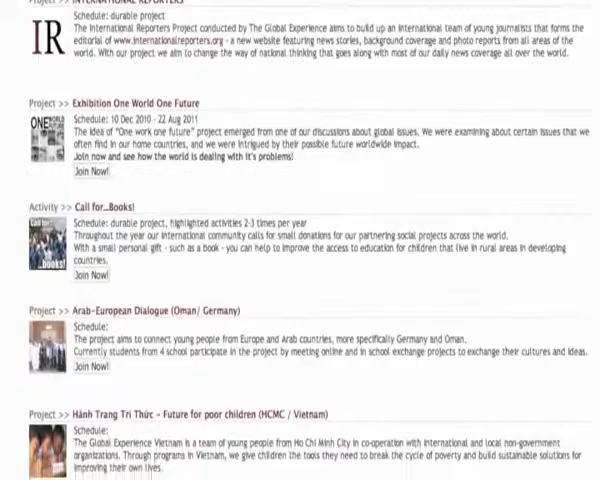 Project >> INTERNATIONAL REPORTERS
IR
Schedule: durable project
The International Reporters Project conducted by The Global Experience aims to build up an international team of young journalists that forms the
editorial of www.internationalreporters.org - a new website featuring news stories, background coverage and photo reports from all areas of the
world. With our project we aim to change the way of national thinking that goes along with most of our daily news coverage all over the world.
Project >> Exhibition One World One Future
ONE WORLD
Schedule: 10 Dec 2010 - 22 Aug 2011
The idea of "One work one future" project emerged from one of our discussions about global issues. We were examining about certain issues that we
often find in our home countries, and we were intrigued by their possible future worldwide impact.
Join now and see how the world is dealing with it's problems!
Join Now!
Activity >> Call for...Books!
Call for
...books!
Schedule: durable project, highlighted activities 2-3 times per year
Throughout the year our international community calls for small donations for our partnering social projects across the world.
With a small personal gift - such as a book - you can help to improve the access to education for children that live in rural areas in developing
countries.
Join Now!
Project >> Arab-European Dialogue (Oman/ Germany)
Schedule:
The project aims to connect young people from Europe and Arab countries, more specifically Germany and Oman.
Currently students from 4 school participate in the project by meeting online and in school exchange projects to exchange their cultures and ideas.
Join Now!
Project >> Hành Trang Tri Thức - Future for poor children (HCMC / Vietnam)
Schedule:
The Global Experience Vietnam is a team of young people from Ho Chi Minh City in co-operation with international and local non-government
organizations. Through programs in Vietnam, we give children the tools they need to break the cycle of poverty and build sustainable solutions for
improving their own lives.